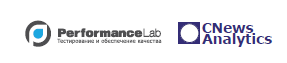 PerformanceLab
Тестирование и обеспечение качества
CNews
Analytics